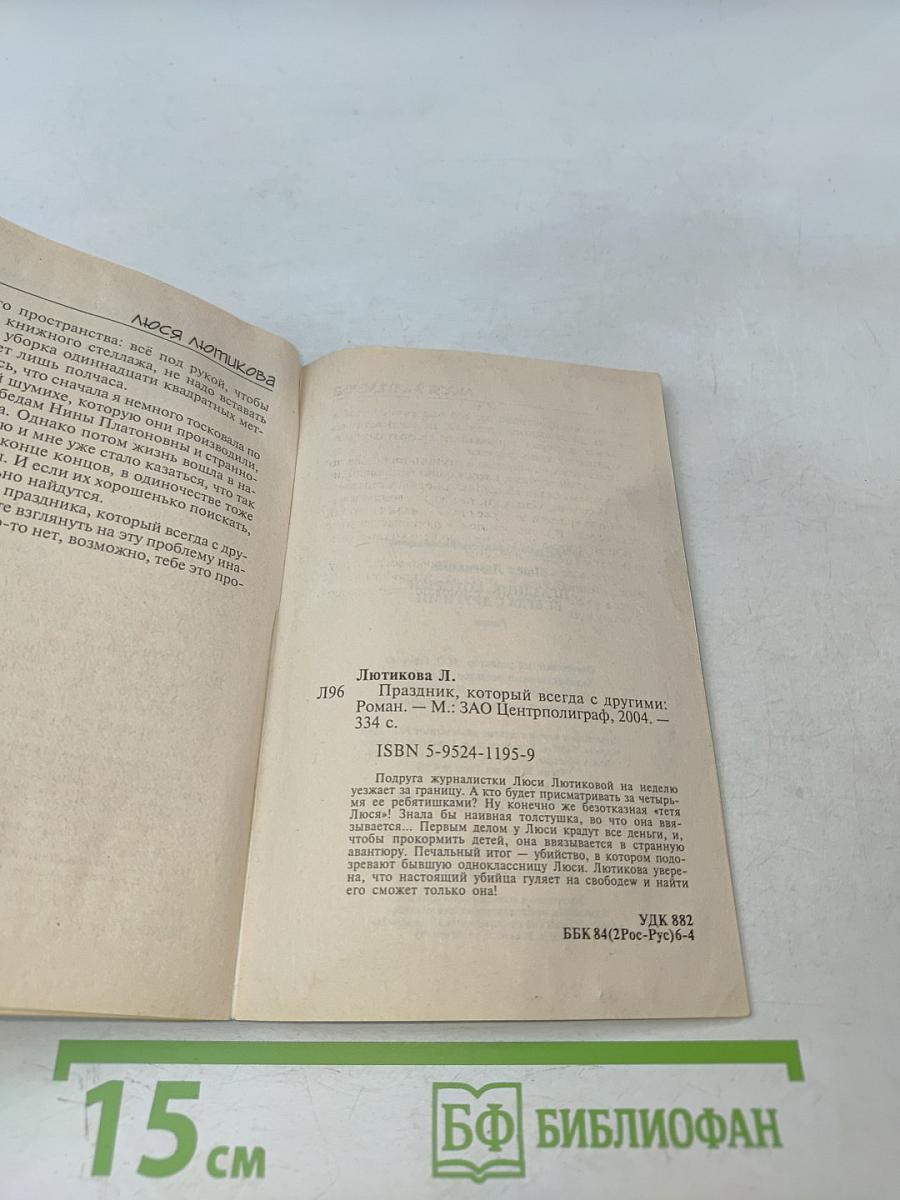 ЛЮСЯ ЛЮТИКОВА
го пространства: всё под рукой, чтобы
книжного стеллажа, не надо вставать
уборка одиннадцати квадратных мет-
ет лишь полчаса.
сь, что сначала я немного тосковала по
й шумихе, которую они производили,
бедам Нины Платоновны и странно-
а. Однако потом жизнь вошла в на-
ю и мне уже стало казаться, что так
конце концов, в одиночестве тоже
ы. И если их хорошенько поискать,
но найдутся.
праздника, который всегда с дру-
те взглянуть на эту проблему ина-
о-то нет, возможно, тебе это про-
Лютикова Л.
Л96 Праздник, который всегда с другими:
Роман. — М.: ЗАО Центрполиграф, 2004. —
334 с.
ISBN 5-9524-1195-9
Подруга журналистки Люси Лютиковой на неделю
уезжает за границу. А кто будет присматривать за четырь-
мя ее ребятишками? Ну конечно же безотказная «тетя
Люся»! Знала бы наивная толстушка, во что она ввя-
зывается... Первым делом у Люси крадут все деньги, и,
чтобы прокормить детей, она ввязывается в странную
авантюру. Печальный итог — убийство, в котором подо-
зревают бывшую одноклассницу Люси. Лютикова увере-
на, что настоящий убийца гуляет на свободеw и найти
его сможет только она!
УДК 882
ББК 84(2Рос-Рус)6-4
15 см
БФ БИБЛИОФАН